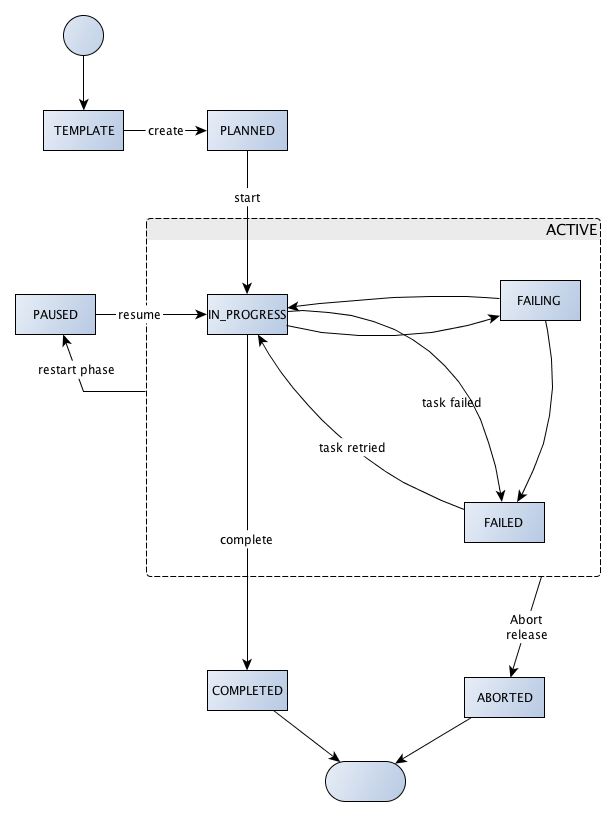 TEMPLATE
create
PLANNED
start
ACTIVE
PAUSED
resume
IN_PROGRESS
FAILING
restart phase
task failed
task retried
FAILED
complete
Abort
release
COMPLETED
ABORTED